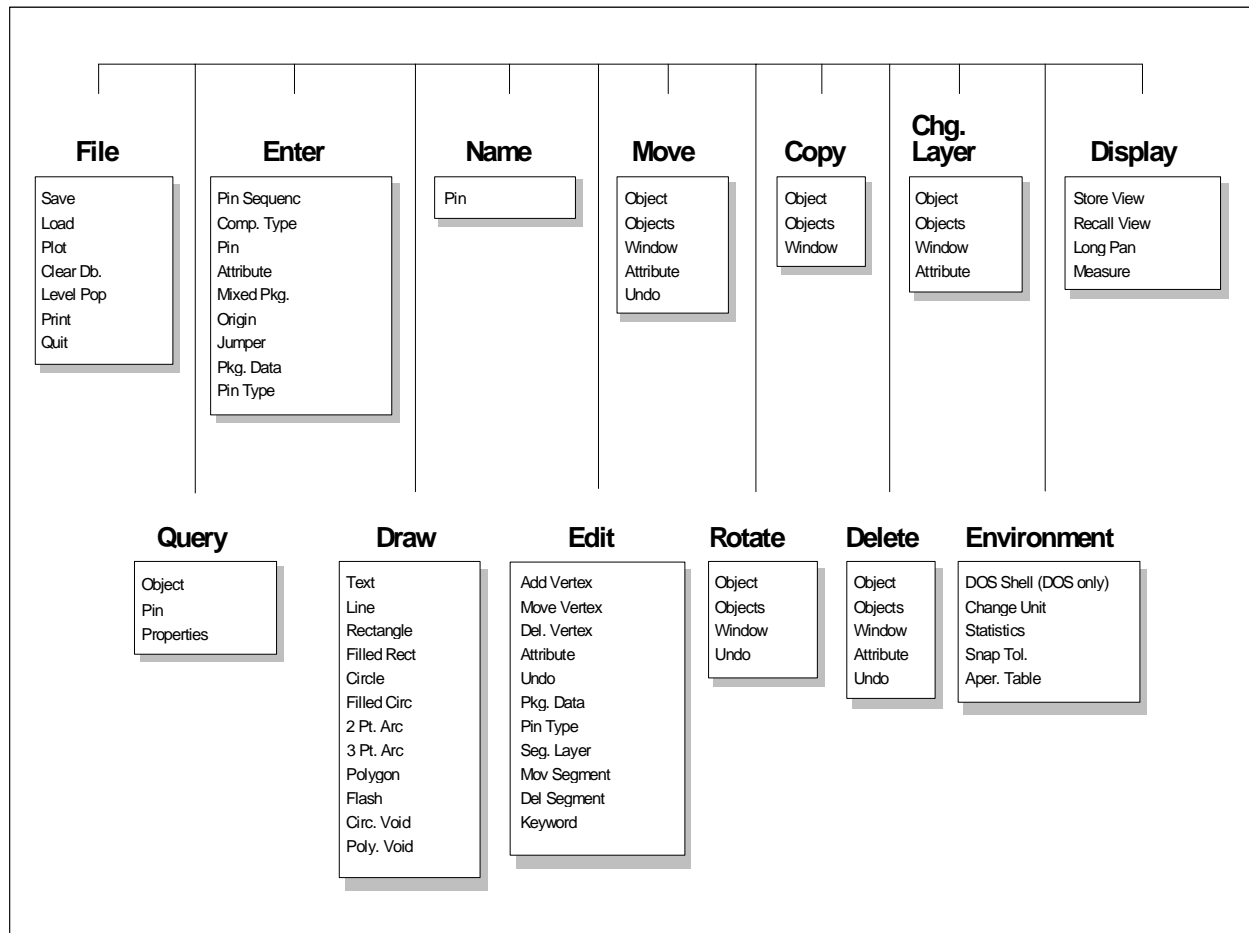 File
Save
Load
Plot
Clear Db.
Level Pop
Print
Quit
Enter
Pin Sequenc
Comp. Type
Pin
Attribute
Mixed Pkg.
Origin
Jumper
Pkg. Data
Pin Type
Name
Pin
Move
Object
Objects
Window
Attribute
Undo
Copy
Object
Objects
Window
Chg.
Layer
Object
Objects
Window
Attribute
Display
Store View
Recall View
Long Pan
Measure
Query
Object
Pin
Properties
Draw
Text
Line
Rectangle
Filled Rect
Circle
Filled Circ
2 Pt. Arc
3 Pt. Arc
Polygon
Flash
Circ. Void
Poly. Void
Edit
Add Vertex
Move Vertex
Del. Vertex
Attribute
Undo
Pkg. Data
Pin Type
Seg. Layer
Mov Segment
Del Segment
Keyword
Rotate
Object
Objects
Window
Undo
Delete
Object
Objects
Window
Attribute
Undo
Environment
DOS Shell (DOS only)
Change Unit
Statistics
Snap Tol.
Aper. Table